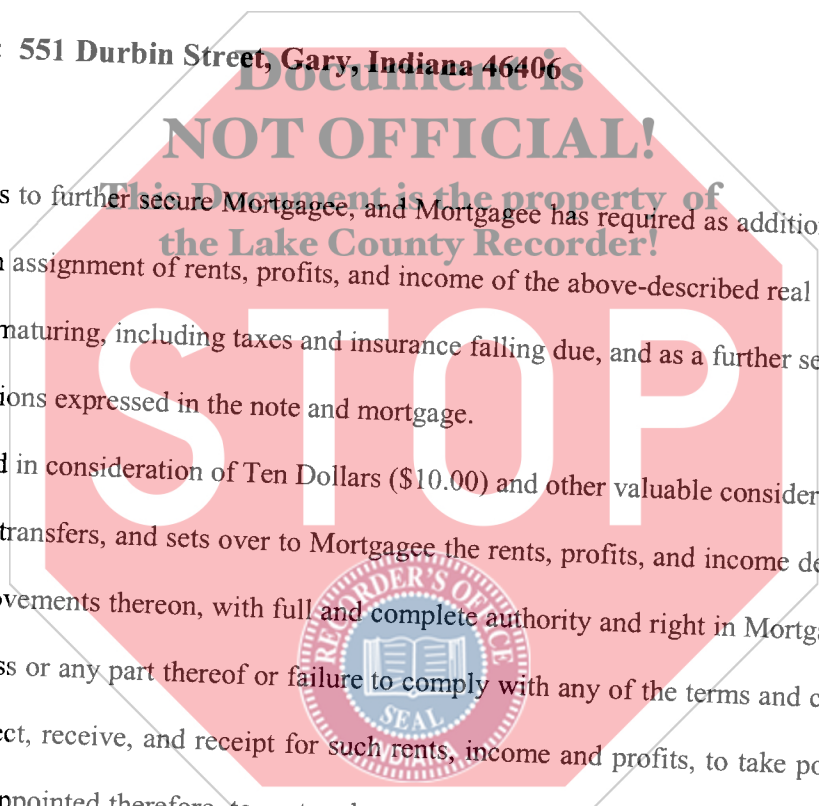 : 551 Durbin Street, Gary, Indiana 46406
Document is
NOT OFFICIAL!
This Document is the property of
the Lake County Recorder!
s to further secure Mortgagee, and Mortgagee has required as additio
assignment of rents, profits, and income of the above-described real
maturing, including taxes and insurance falling due, and as a further se
ions expressed in the note and mortgage.
d in consideration of Ten Dollars ($10.00) and other valuable consider
transfers, and sets over to Mortgagee the rents, profits, and income de
ovements thereon, with full and complete authority and right in Mortga
ss or any part thereof or failure to comply with any of the terms and c
ect, receive, and receipt for such rents, income and profits, to take po
STOP
RECORDER'S OFFICE
SEAL
INDIANA